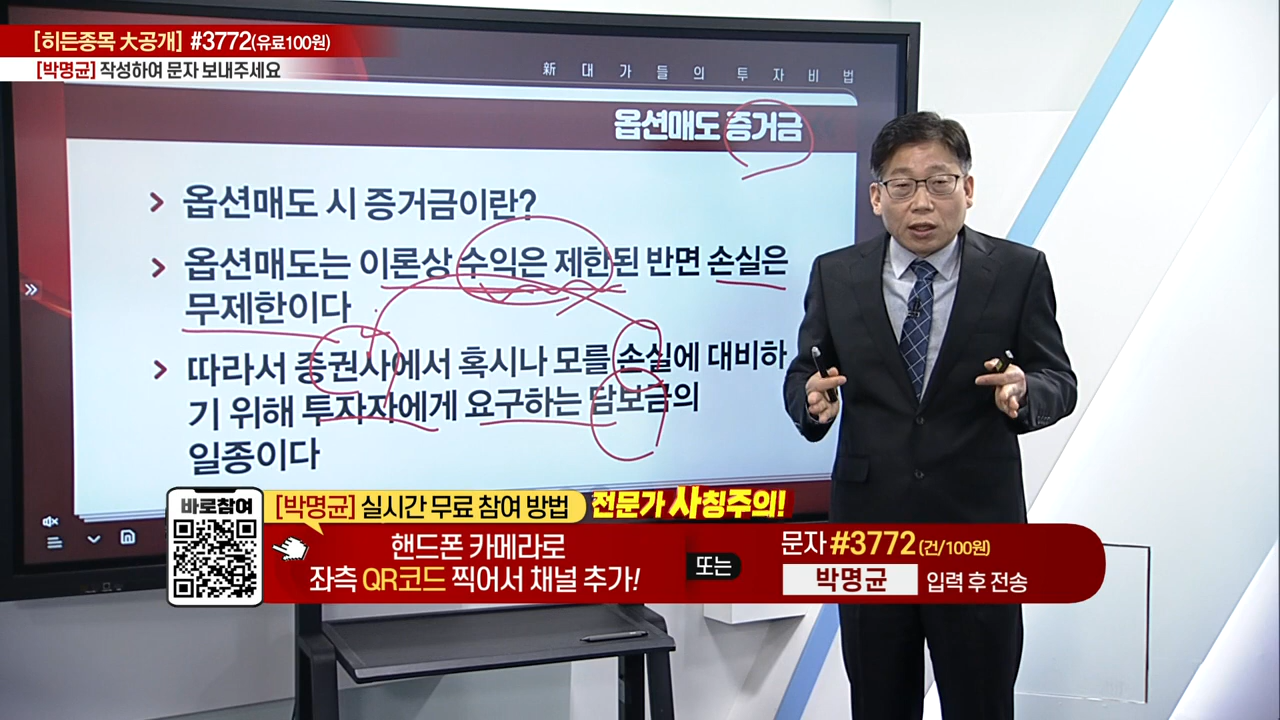 [히든종목 大공개] #3772(유료100원)
[박명균] 작성하여 문자 보내주세요
新 대가들의 투자비법
옵션매도 증거금
> 옵션매도 시 증거금이란?
> 옵션매도는 이론상 수익은 제한된 반면 손실은
무제한이다
> 따라서 증권사에서 혹시나 모를 손실에 대비하
기 위해 투자자에게 요구하는 담보금의
일종이다
바로참여
[박명균] 실시간 무료 참여 방법
전문가 사칭주의!
핸드폰 카메라로
좌측 QR코드 찍어서 채널 추가!
또는
문자 #3772 (건/100원)
박명균 입력 후 전송